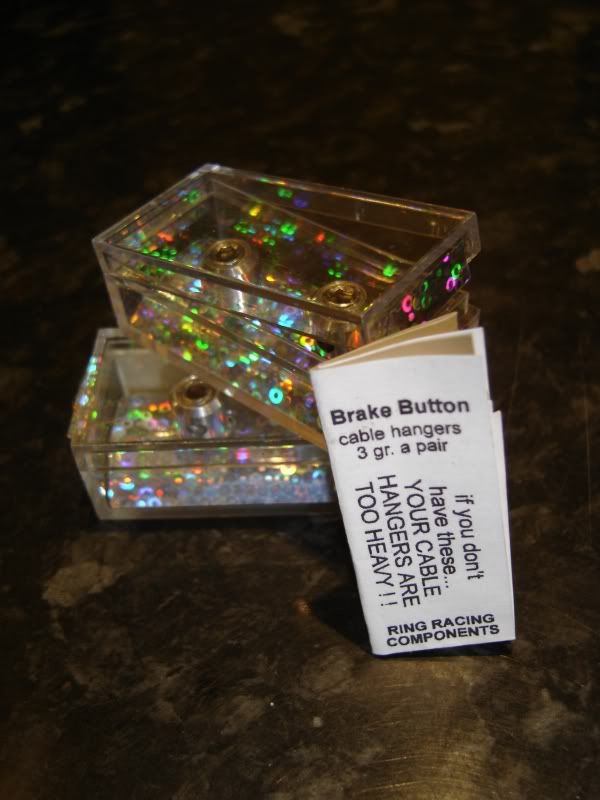 Brake Button
cable hangers
3 gr. a pair
if you don't
have these...
YOUR CABLE
HANGERS ARE
TOO HEAVY!!
RING RACING
COMPONENTS